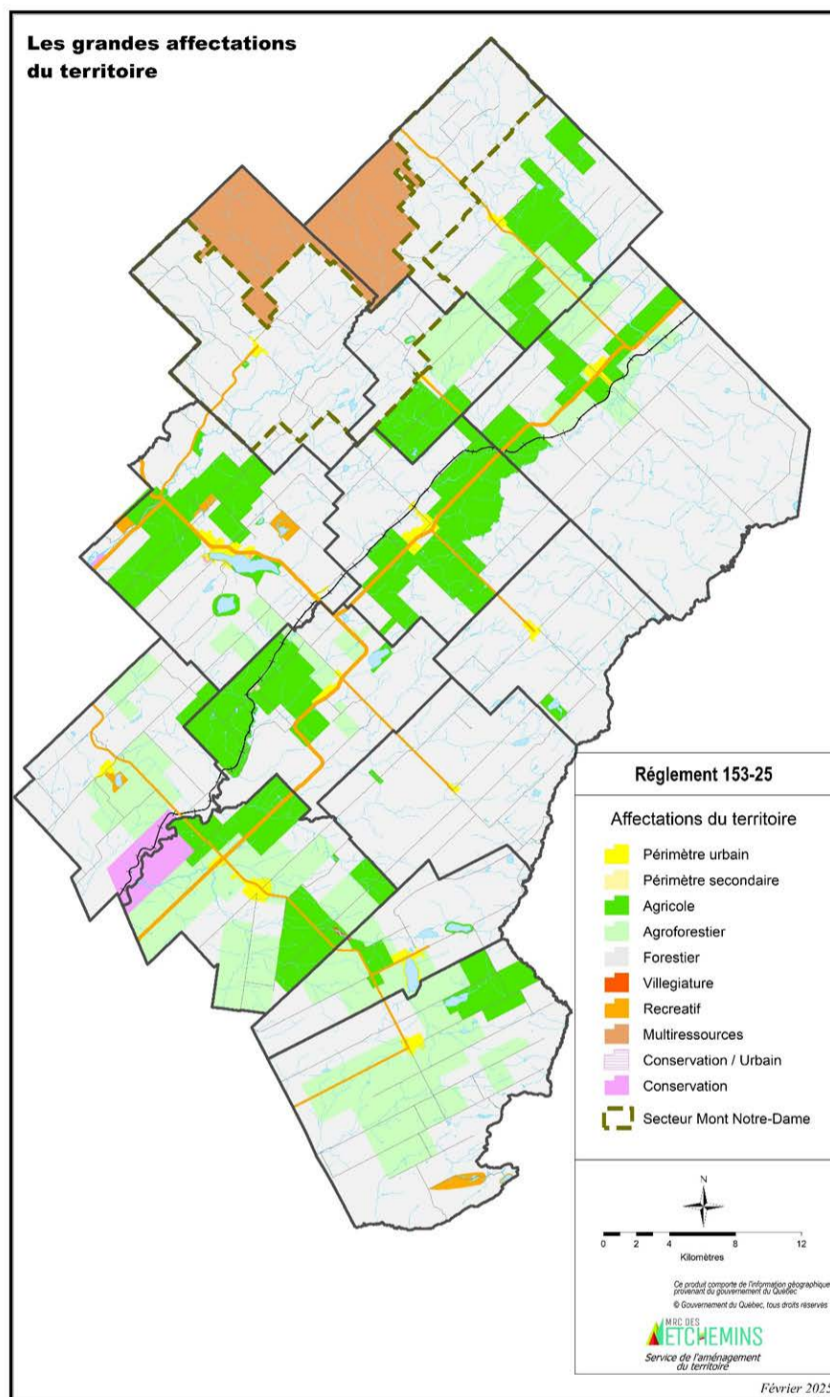 Les grandes affectations
du territoire
Réglement 153-25
Affectations du territoire
Périmètre urbain
Périmètre secondaire
Agricole
Agroforestier
Forestier
Villegiature
Recreatif
Multiressources
Conservation / Urbain
Conservation
Secteur Mont Notre-Dame
N
0 2 4 8 12
Kilomètres
Ce produit comporte de l'information géographique
provenant du gouvernement du Québec
© Gouvernement du Québec, tous droits réservés
MRC DES
ETCHEMINS
Service de l'aménagement
du territoire
Février 2025